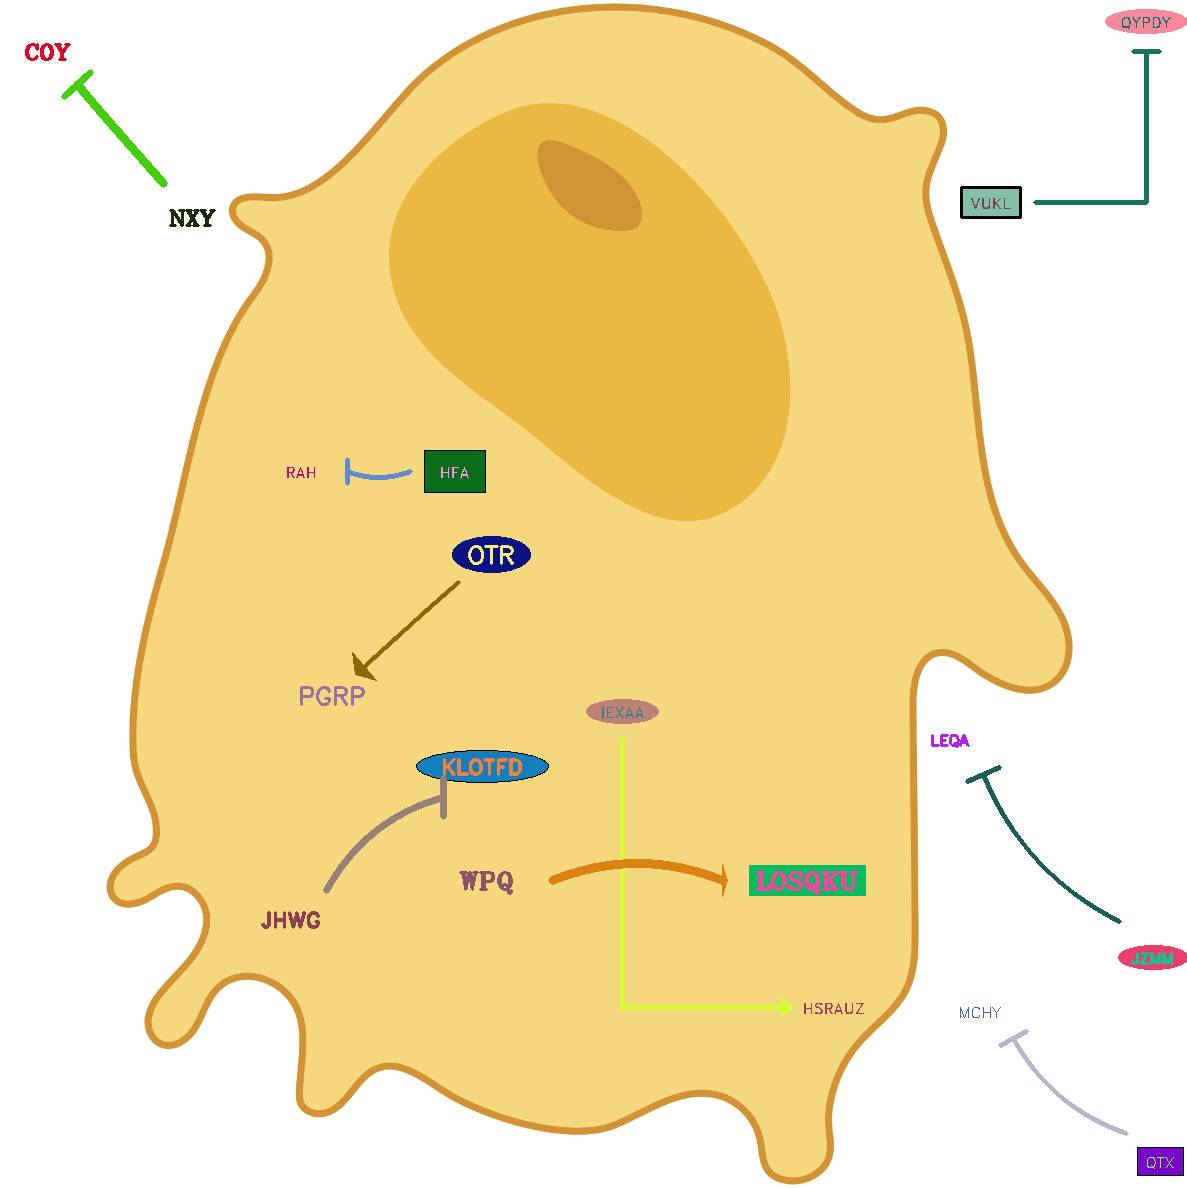 QYPDY
COY
VUKL
NXY
RAH
HFA
OTR
PGRP
IEXAA
LEQA
KLOTFD
WPQ
LOSQKU
JHWG
JZMM
HSRAUZ
MCHY
QTX